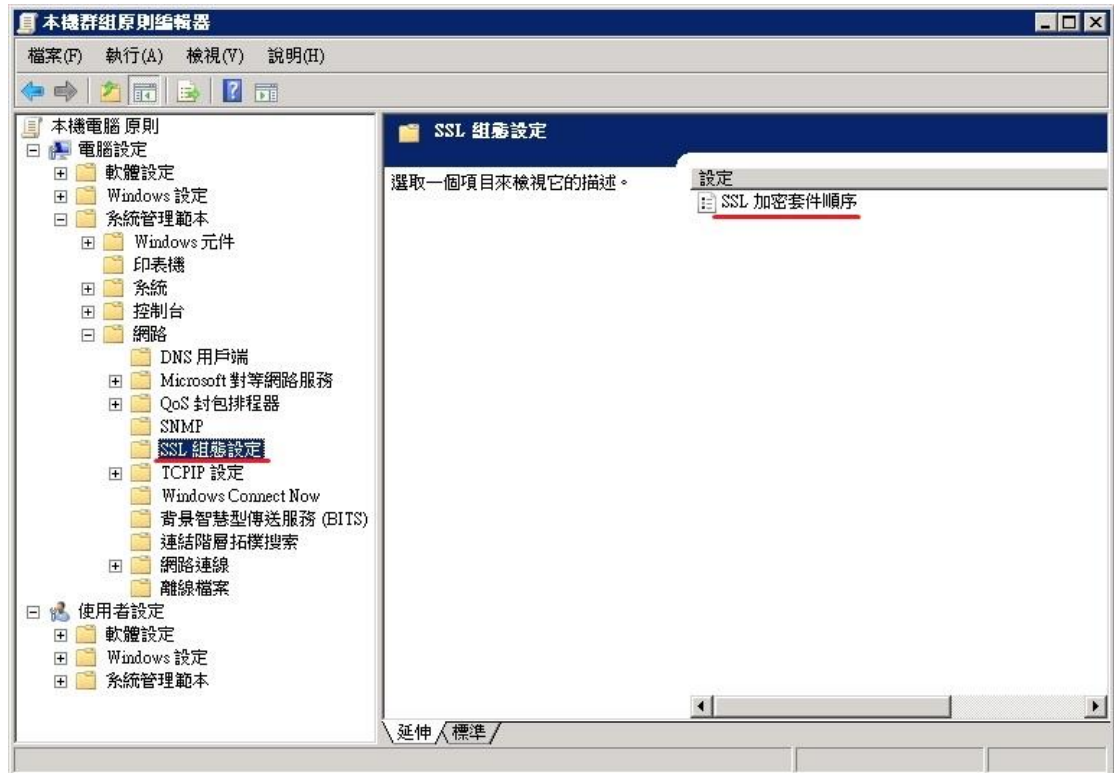 本機群組原則編輯器
檔案(F) 執行(A) 檢視(V) 說明(H)
本機電腦 原則
電腦設定
軟體設定
Windows 設定
系統管理範本
Windows 元件
印表機
系統
控制台
網路
DNS 用戶端
Microsoft 對等網路服務
QoS 封包排程器
SNMP
SSL 組態設定
TCPIP 設定
Windows Connect Now
背景智慧型傳送服務 (BITS)
連結階層拓樸搜索
網路連線
離線檔案
使用者設定
軟體設定
Windows 設定
系統管理範本
SSL 組態設定
選取一個項目來檢視它的描述。
設定
SSL 加密套件順序
延伸 標準